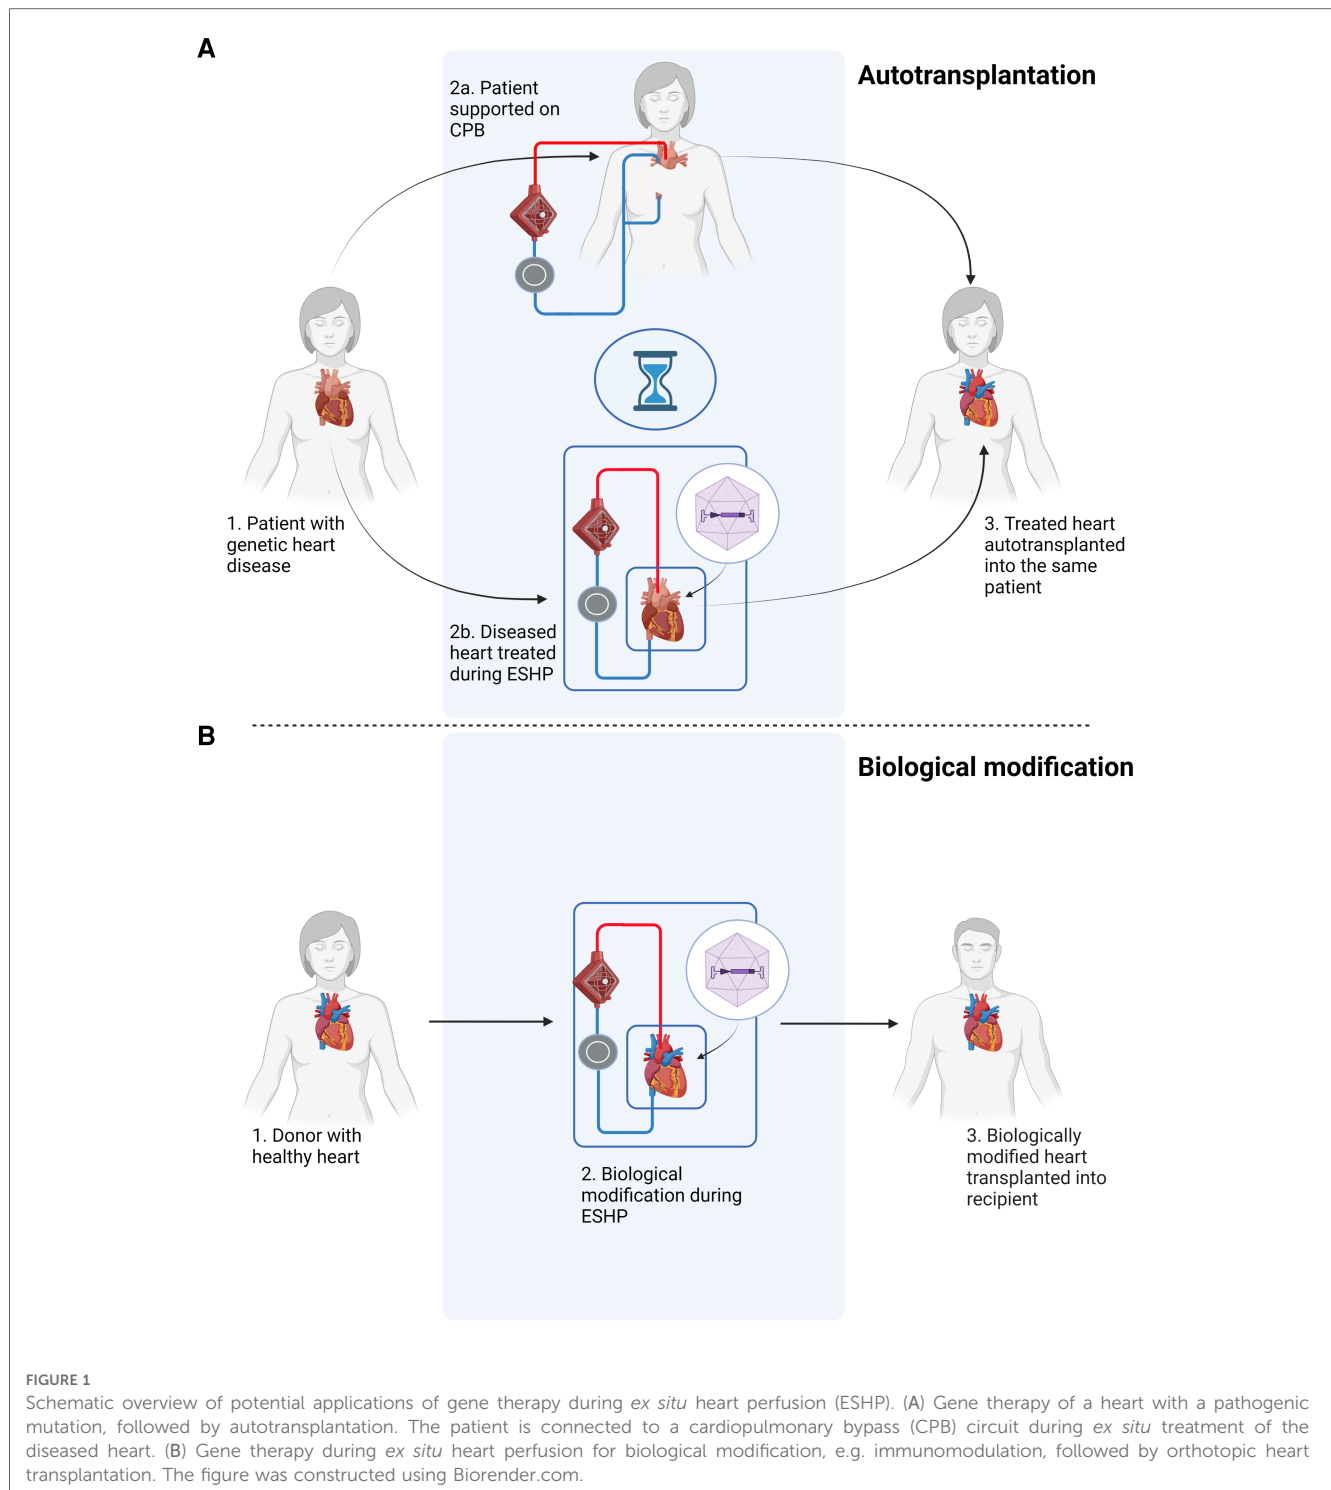 A
Autotransplantation
2a. Patient
supported on
CPB
1. Patient with
genetic heart
disease
3. Treated heart
autotransplanted
into the same
patient
2b. Diseased
heart treated
during ESHP
B
Biological modification
1. Donor with
healthy heart
2. Biological
modification during
ESHP
3. Biologically
modified heart
transplanted into
recipient
FIGURE 1
Schematic overview of potential applications of gene therapy during ex situ heart perfusion (ESHP). (A) Gene therapy of a heart with a pathogenic
mutation, followed by autotransplantation. The patient is connected to a cardiopulmonary bypass (CPB) circuit during ex situ treatment of the
diseased heart. (B) Gene therapy during ex situ heart perfusion for biological modification, e.g. immunomodulation, followed by orthotopic heart
transplantation. The figure was constructed using Biorender.com.